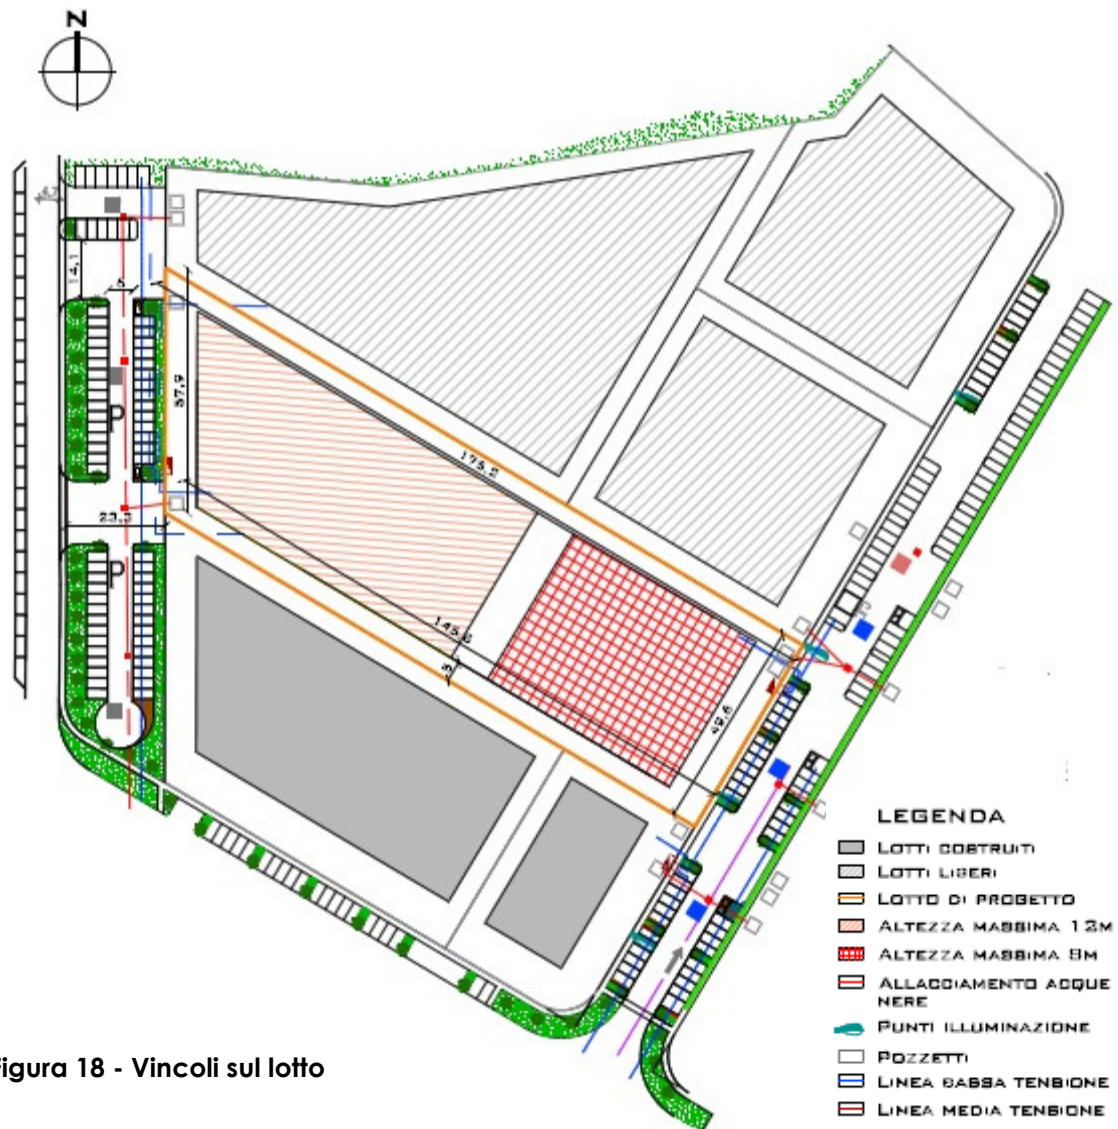 N
14,1
5
57,9
175,2
23,3
P
P
145,6
49,6
LEGENDA
LOTTI COSTRUITI
LOTTI LIBERI
LOTTO DI PROGETTO
ALTEZZA MASSIMA 12M
ALTEZZA MASSIMA 8M
ALLACCIAMENTO ACQUE
NERE
PUNTI ILLUMINAZIONE
POZZETTI
LINEA BASSA TENSIONE
LINEA MEDIA TENSIONE
igura 18 - Vincoli sul lotto